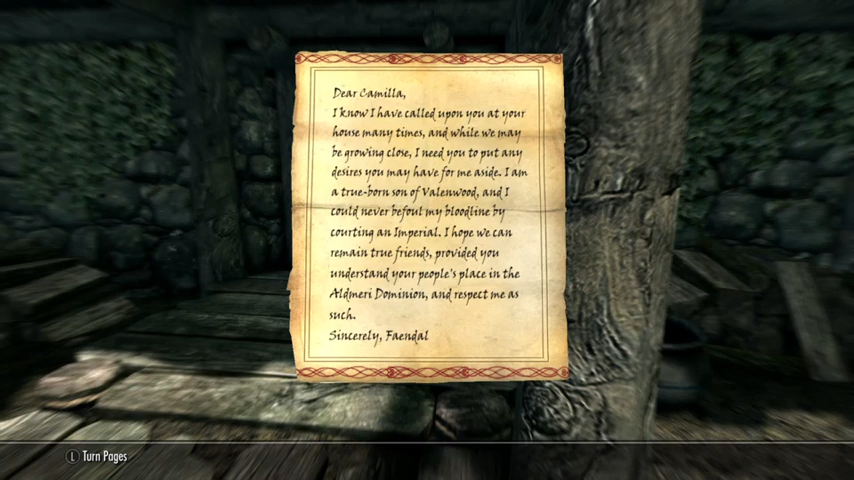 Dear Camilla,
I know I have called upon you at your
house many times, and while we may
be growing close, I need you to put any
desires you may have for me aside. I am
a true-born son of Valenwood, and I
could never befoul my bloodline by
courting an Imperial. I hope we can
remain true friends, provided you
understand your people's place in the
Aldmeri Dominion, and respect me as
such.
Sincerely, Faendal
L Turn Pages